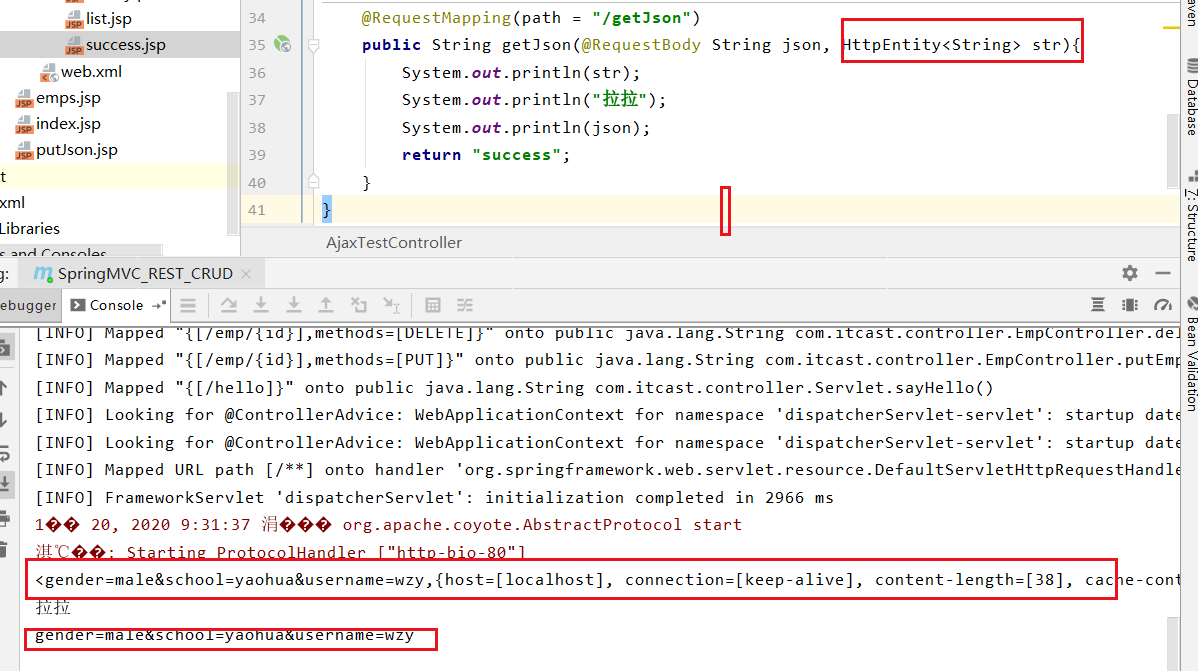 list.jsp
success.jsp
web.xml
emps.jsp
index.jsp
putJson.jsp
t
xml
Libraries
s and Consoles
34 @RequestMapping(path = "/getJson")
35 public String getJson(@RequestBody String json, HttpEntity<String> str){
36 System.out.println(str);
37 System.out.println("拉拉");
38 System.out.println(json);
39 return "success";
40 }
41 }
AjaxTestController
aven
Database
7: Structure
Bean Validation
g: SpringMVC_REST_CRUD
ebugger Console
[INFO] Mapped "{[/emp/{id}],methods=[DELETE]}" onto public java.lang.String com.itcast.controller.EmpController.del
[INFO] Mapped "{[/emp/{id}],methods=[PUT]}" onto public java.lang.String com.itcast.controller.EmpController.putEmp
[INFO] Mapped "{[/hello]}" onto public java.lang.String com.itcast.controller.Servlet.sayHello()
[INFO] Looking for @ControllerAdvice: WebApplicationContext for namespace 'dispatcherServlet-servlet': startup date
[INFO] Looking for @ControllerAdvice: WebApplicationContext for namespace 'dispatcherServlet-servlet': startup date
[INFO] Mapped URL path [/**] onto handler 'org.springframework.web.servlet.resource.DefaultServletHttpRequestHandle
[INFO] FrameworkServlet 'dispatcherServlet': initialization completed in 2966 ms
1�� 20, 2020 9:31:37 涓��� org.apache.coyote.AbstractProtocol start
淇℃��: Starting ProtocolHandler ["http-bio-80"]
<gender=male&school=yaohua&username=wzy,{host=[localhost], connection=[keep-alive], content-length=[38], cache-cont
拉拉
gender=male&school=yaohua&username=wzy